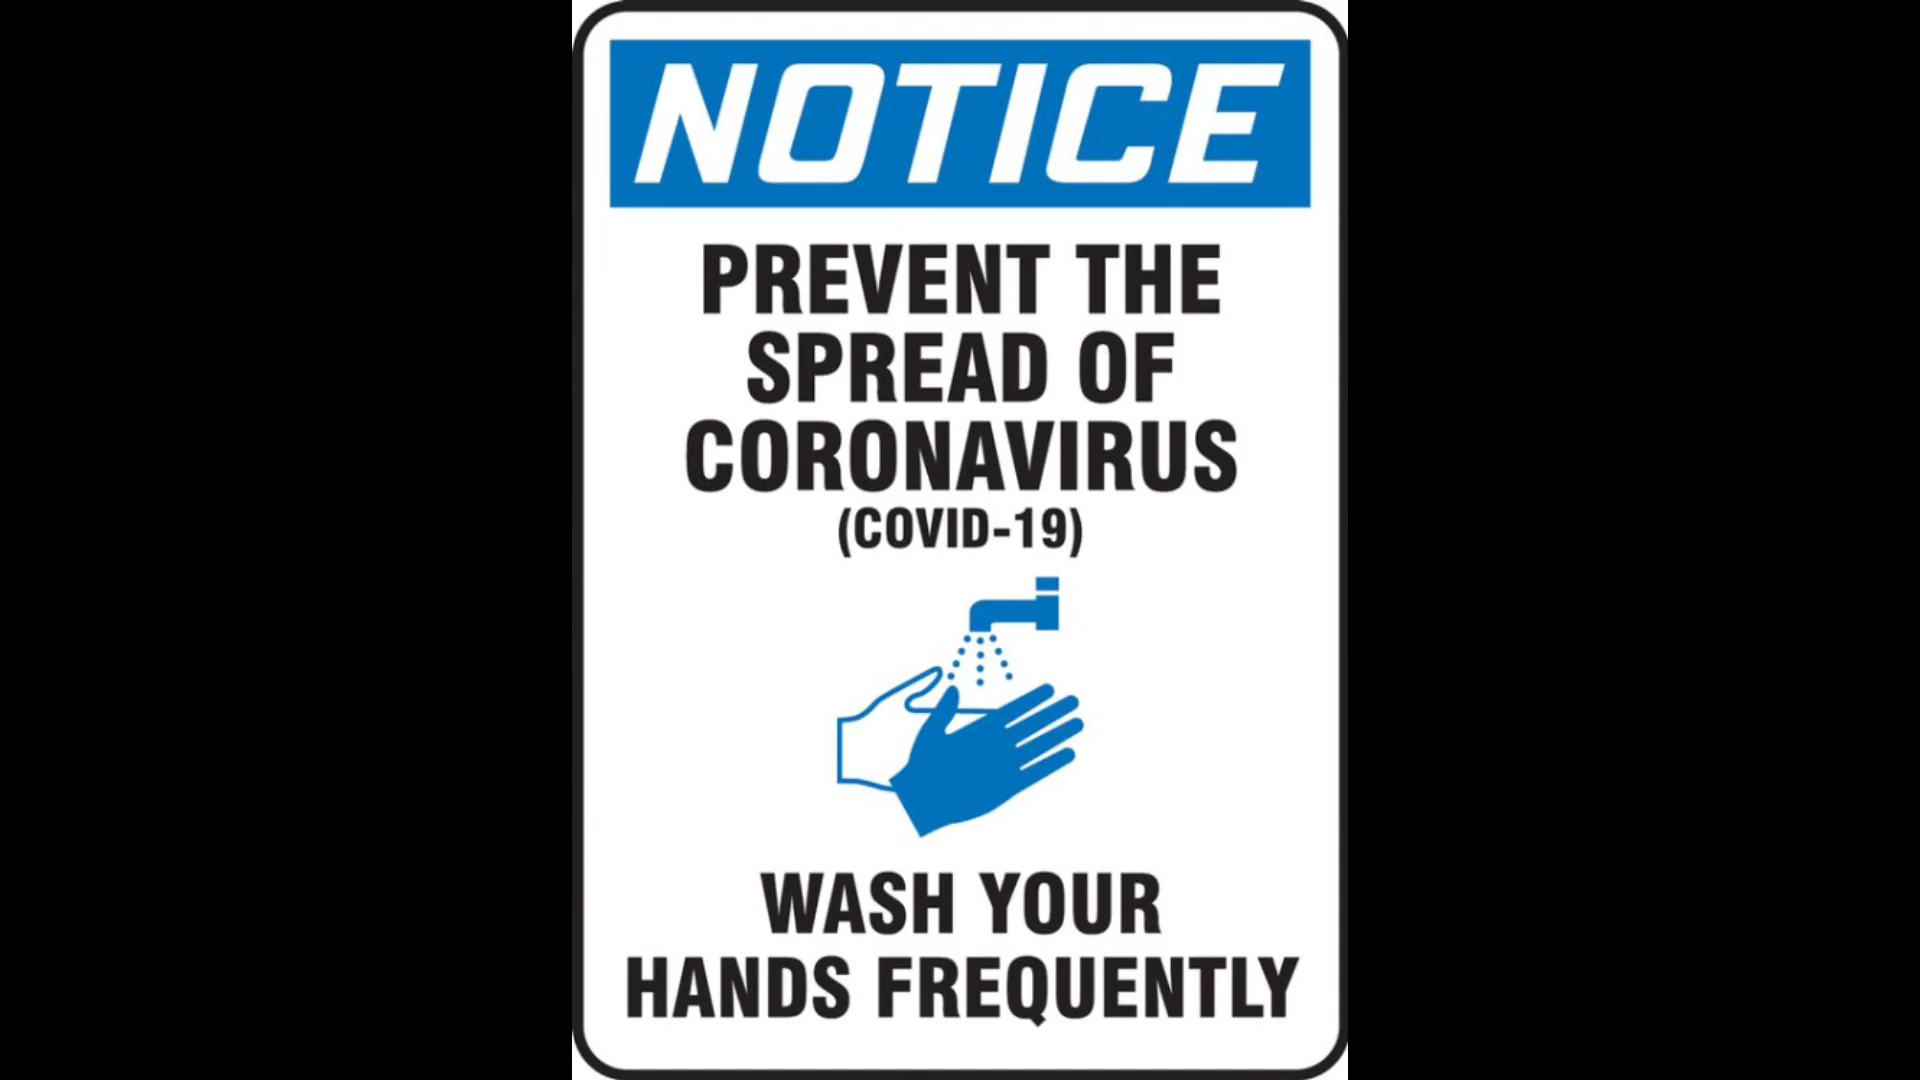 NOTICE
PREVENT THE
SPREAD OF
CORONAVIRUS
(COVID-19)
WASH YOUR
HANDS FREQUENTLY